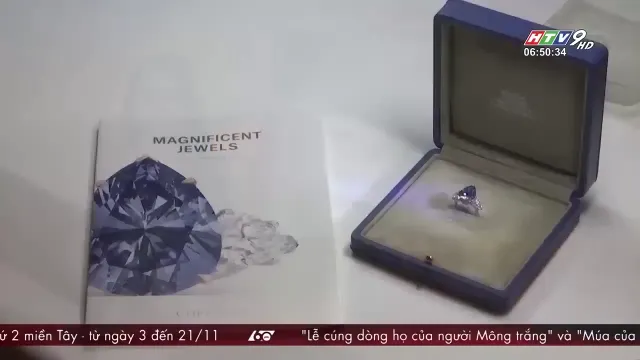 HTV9 HD
06:50:34
MAGNIFICENT
JEWELS
ứ 2 miền Tây - từ ngày 3 đến 21/11 60 "Lễ cúng dòng họ của người Mông trắng" và "Múa của